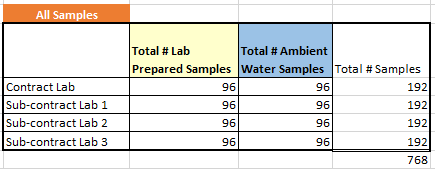 All Samples
Total # Lab Prepared Samples Total # Ambient Water Samples Total # Samples
Contract Lab 96 96 192
Sub-contract Lab 1 96 96 192
Sub-contract Lab 2 96 96 192
Sub-contract Lab 3 96 96 192
768